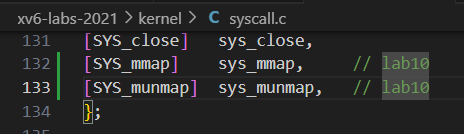 xv6-labs-2021 > kernel > C syscall.c
131 [SYS_close] sys_close,
132 [SYS_mmap] sys_mmap, // lab10
133 [SYS_munmap] sys_munmap, // lab10
134 };